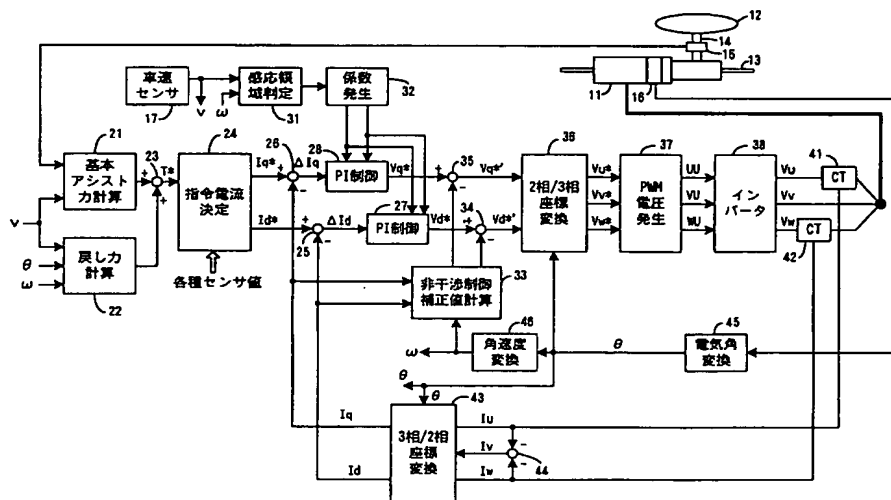 12
14
15
13
11
16
車速
センサ
17
v
ω
感応領
域判定
31
係数
発生
32
21
基本
アシスト
力計算
23
T*
+
+
v
θ
ω
戻し力
計算
22
24
指令電流
決定
各種センサ値
Iq*
Id*
26
+
-
ΔIq
25
+
-
ΔId
28
PI制御
Vq*
27
PI制御
Vd*
+
35
-
Vq*'
+
34
-
Vd*'
36
2相/3相
座標
変換
Vu*
Vv*
Vw*
37
PWM
電圧
発生
UU
VU
WU
38
イン
バータ
Vu
Vv
Vw
41
CT
CT
42
33
非干渉制御
補正値計算
ω
46
角速度
変換
θ
45
電気角
変換
θ
θ
43
3相/2相
座標
変換
Iq
Id
Iu
Iv
Iw
-
-
44